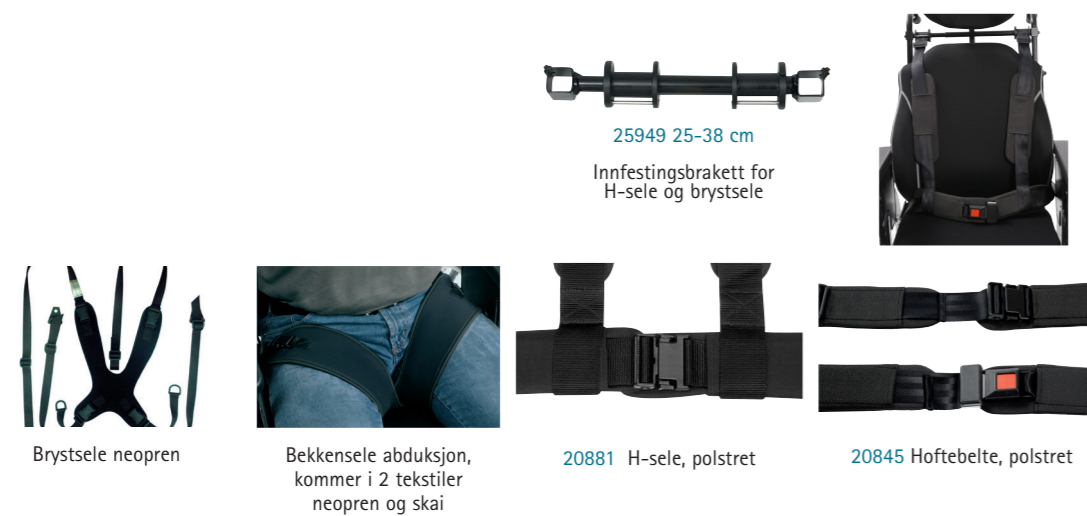 25949 25-38 cm
Innfestingsbrakett for
H-sele og brystsele
Brystsele neopren
Bekkensele abduksjon,
kommer i 2 tekstiler
neopren og skai
20881 H-sele, polstret
20845 Hoftebelte, polstret